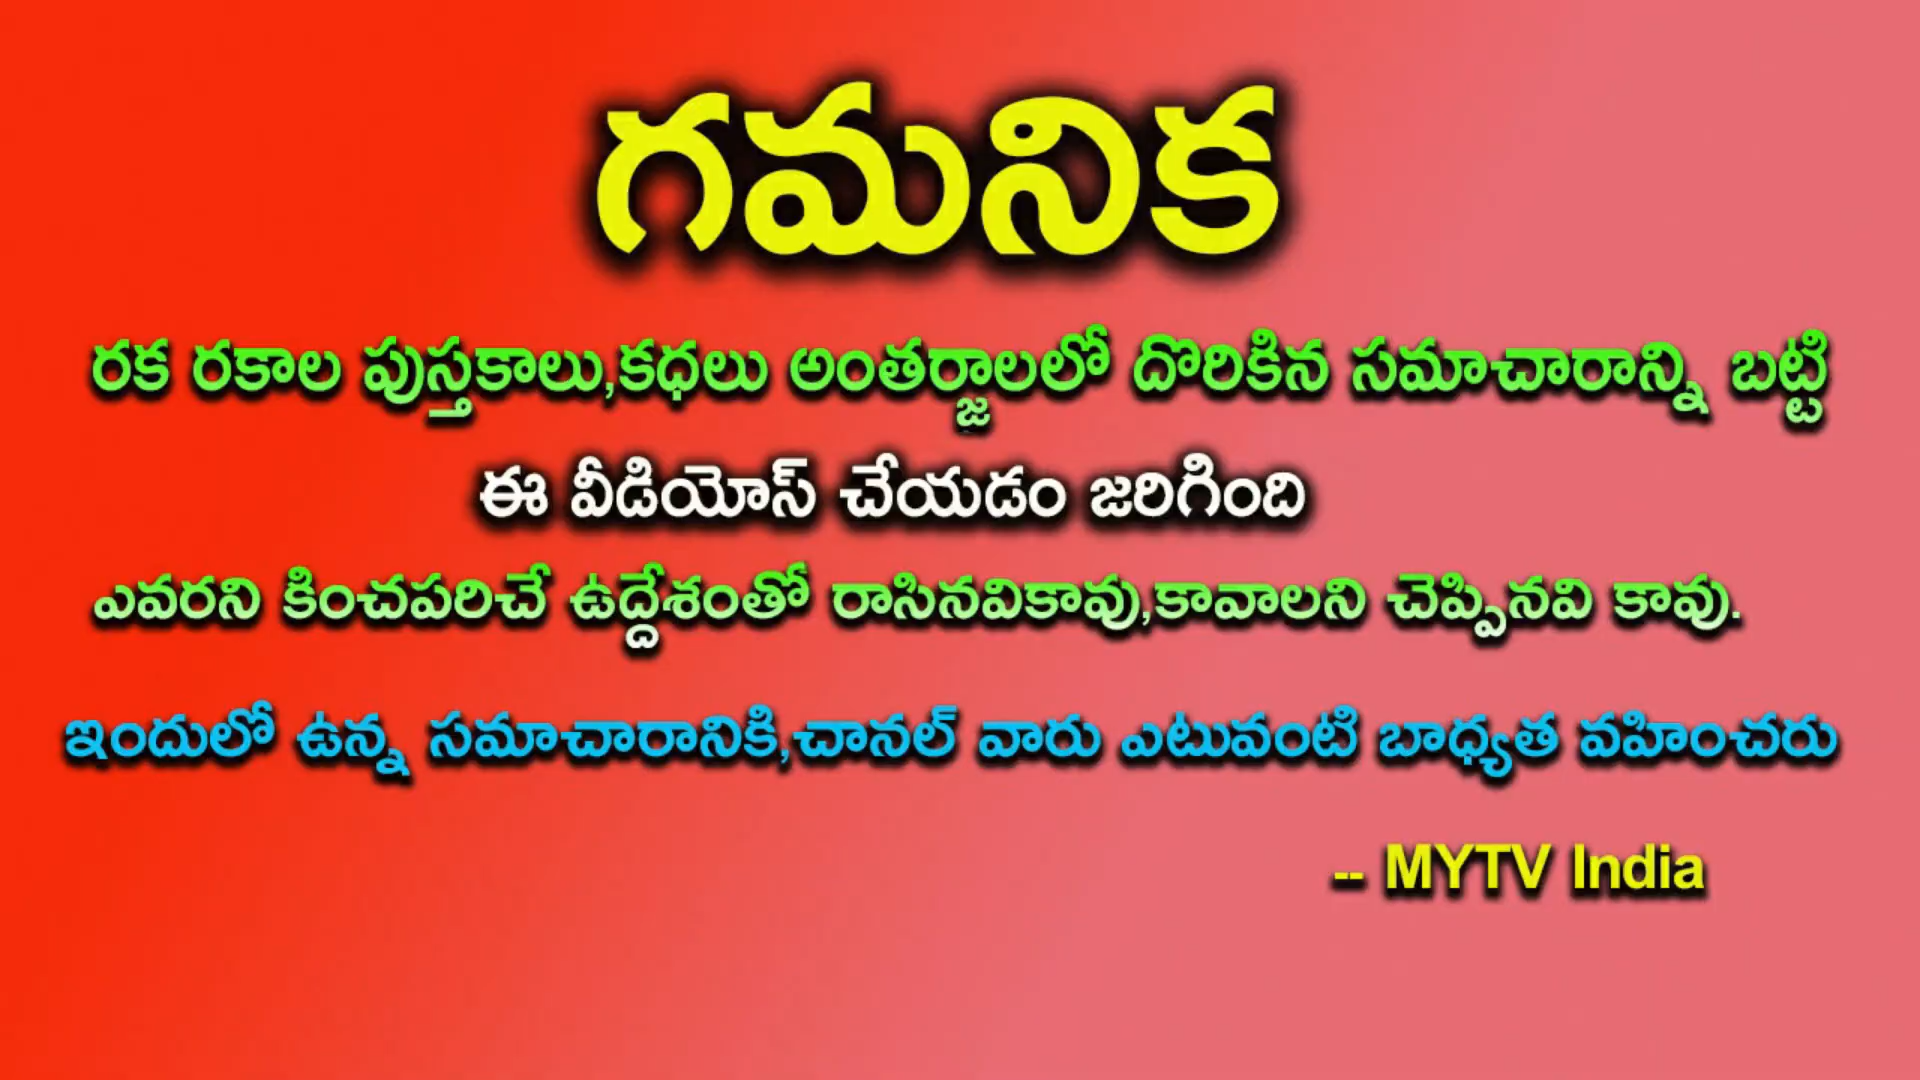 గమనిక
రక రకాల పుస్తకాలు,కధలు అంతర్జాలలో దొరికిన సమాచారాన్ని బట్టి
ఈ వీడియోస్ చేయడం జరిగింది
ఎవరని కించపరిచే ఉద్దేశంతో రాసినవికావు,కావాలని చెప్పినవి కావు.
ఇందులో ఉన్న సమాచారానికి,చానల్ వారు ఎటువంటి బాధ్యత వహించరు
-- MYTV India